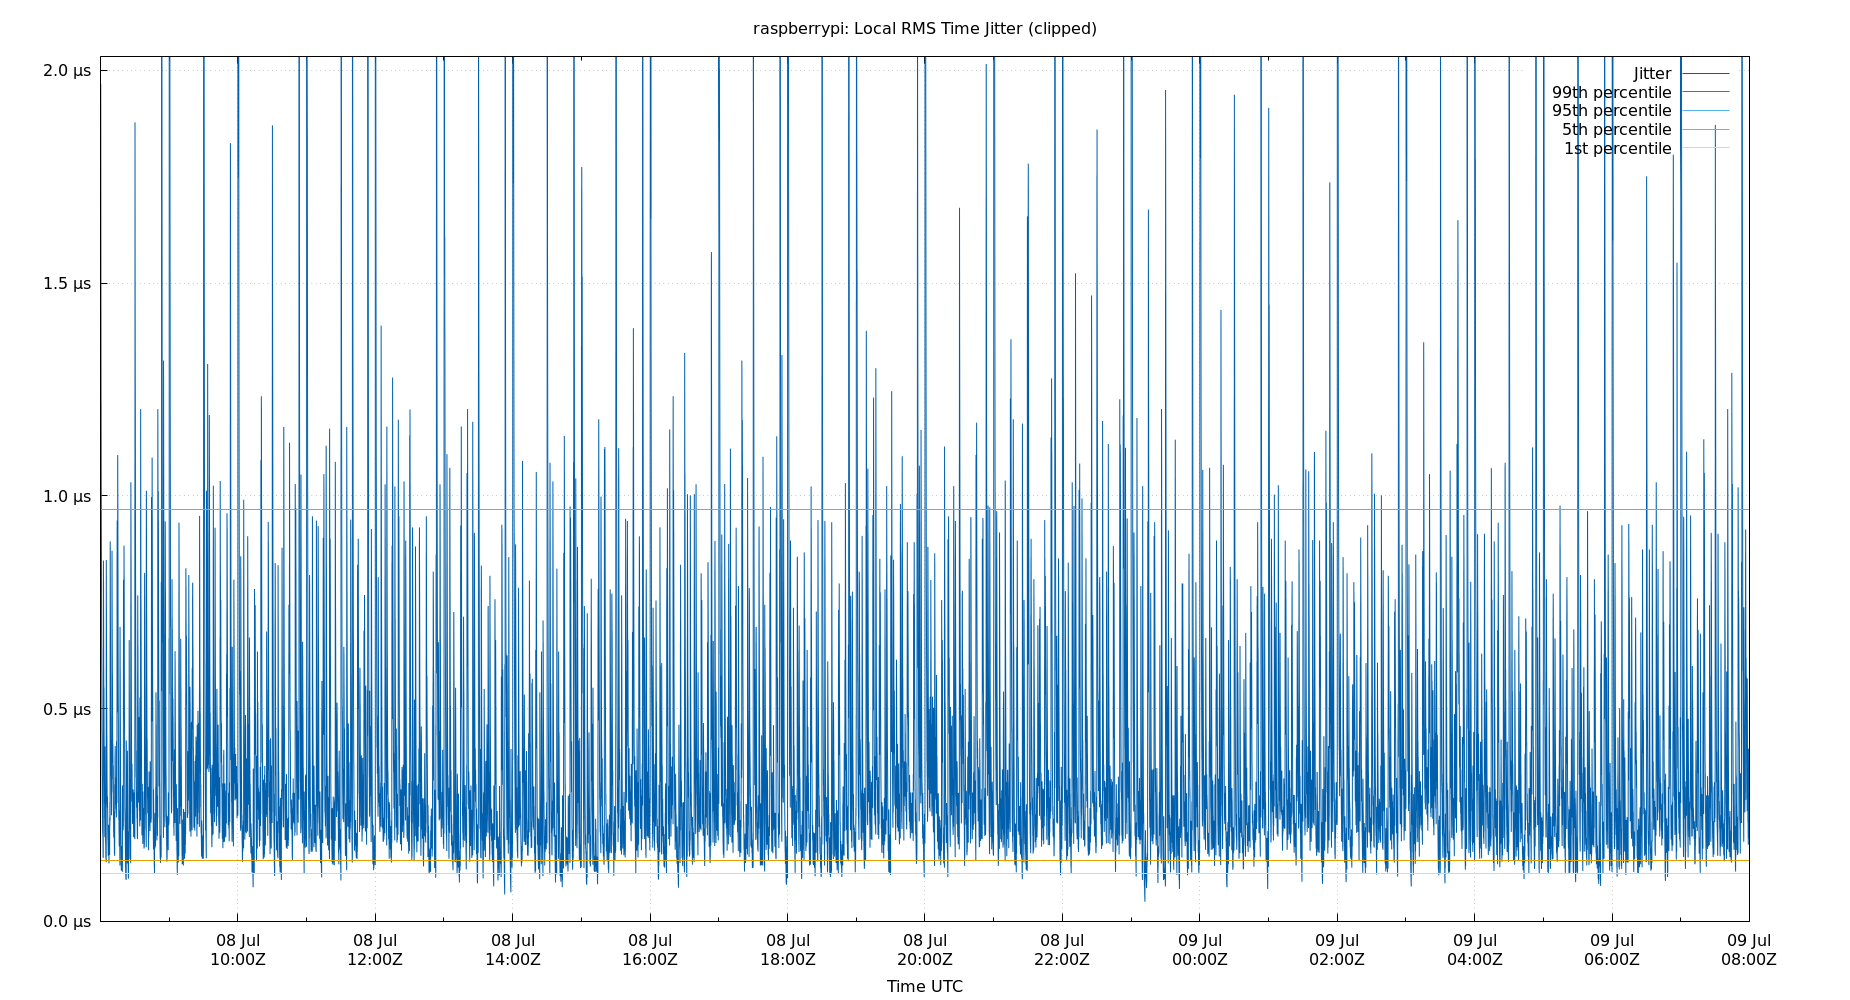 raspberrypi: Local RMS Time Jitter (clipped)
2.0 µs
1.5 µs
1.0 µs
0.5 µs
0.0 µs
Jitter
99th percentile
95th percentile
5th percentile
1st percentile
08 Jul 08 Jul 08 Jul 08 Jul 08 Jul 08 Jul 08 Jul 09 Jul 09 Jul 09 Jul 09 Jul 09 Jul
10:00Z 12:00Z 14:00Z 16:00Z 18:00Z 20:00Z 22:00Z 00:00Z 02:00Z 04:00Z 06:00Z 08:00Z
Time UTC